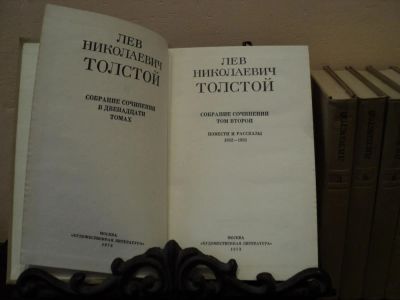 ЛЕВ
НИКОЛАЕВИЧ
ТОЛСТОЙ
СОБРАНИЕ СОЧИНЕНИЙ
В ДВЕНАДЦАТИ
ТОМАХ
МОСКВА
«ХУДОЖЕСТВЕННАЯ ЛИТЕРАТУРА»
ЛЕВ
НИКОЛАЕВИЧ
ТОЛСТОЙ
СОБРАНИЕ СОЧИНЕНИЙ
ТОМ ВТОРОЙ
ПОВЕСТИ И РАССКАЗЫ
МОСКВА
«ХУДОЖЕСТВЕННАЯ ЛИТЕРАТУРА»